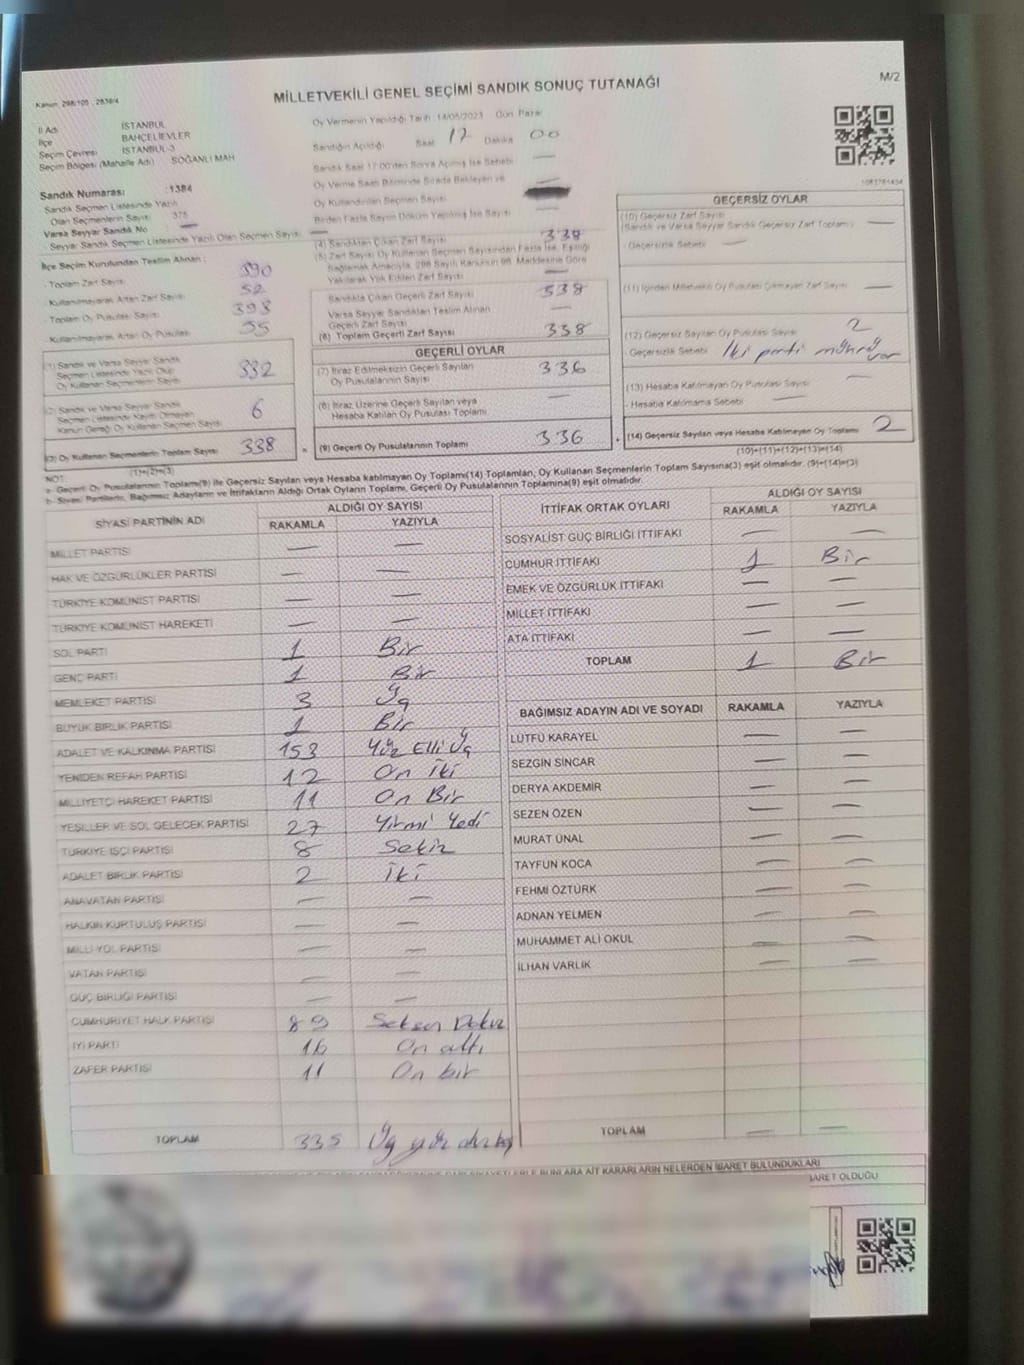 M/2
MİLLETVEKİLİ GENEL SEÇİMİ SANDIK SONUÇ TUTANAĞI
Kanun: 298/105 , 2839/4
İl Adı İSTANBUL
İlçe BAHÇELİEVLER
Seçim Çevresi İSTANBUL-3
Seçim Bölgesi (Mahalle Adı) SOĞANLI MAH
Sandık Numarası :1384
Sandık Seçmen Listesinde Yazılı
Olan Seçmenlerin Sayısı 375
Varsa Seyyar Sandık No
Seyyar Sandık Seçmen Listesinde Yazılı Olan Seçmen Sayısı
Oy Vermenin Yapıldığı Tarih :14/05/2023 Gün: Pazar
Sandığın Açıldığı Saat 17 Dakika 00
Sandık Saat 17:00'den Sonra Açılmış İse Sebebi —
Oy Verme Saati Bitiminde Sırada Bekleyen ve
Oy Kullandırılan Seçmen Sayısı
Birden Fazla Sayım Döküm Yapılmış İse Sayısı —
İlçe Seçim Kurulundan Teslim Alınan :
- Toplam Zarf Sayısı 390
- Kullanılmayarak Artan Zarf Sayısı 52
- Toplam Oy Pusulası Sayısı 393
- Kullanılmayarak Artan Oy Pusulası 55
(1) Sandık ve Varsa Seyyar Sandık
Seçmen Listesinde Yazılı Olup
Oy Kullanan Seçmenlerin Sayısı 332
(2) Sandık ve Varsa Seyyar Sandık
Seçmen Listesinde Kayıtlı Olmayan
Kanun Gereği Oy Kullanan Seçmen Sayısı 6
(3) Oy Kullanan Seçmenlerin Toplam Sayısı 338
(1)+(2)=(3)
(4) Sandıktan Çıkan Zarf Sayısı 338
(5) Zarf Sayısı Oy Kullanan Seçmen Sayısından Fazla İse, Eşitliği
Sağlamak Amacıyla, 298 Sayılı Kanunun 98. Maddesine Göre
Yakılarak Yok Edilen Zarf Sayısı —
Sandıkta Çıkan Geçerli Zarf Sayısı 338
Varsa Seyyar Sandıktan Teslim Alınan
Geçerli Zarf Sayısı —
(6) Toplam Geçerli Zarf Sayısı 338
GEÇERLİ OYLAR
(7) İtiraz Edilmeksizin Geçerli Sayılan
Oy Pusulalarının Sayısı 336
(8) İtiraz Üzerine Geçerli Sayılan veya
Hesaba Katılan Oy Pusulası Toplamı —
(9) Geçerli Oy Pusulalarının Toplamı 336
GEÇERSİZ OYLAR
(10) Geçersiz Zarf Sayısı
(Sandık ve Varsa Seyyar Sandık Geçersiz Zarf Toplamı) —
- Geçersizlik Sebebi : —
(11) İçinden Milletvekili Oy Pusulası Çıkmayan Zarf Sayısı —
(12) Geçersiz Sayılan Oy Pusulası Sayısı 2
- Geçersizlik Sebebi İki parti
(13) Hesaba Katılmayan Oy Pusulası Sayısı —
- Hesaba Katılmama Sebebi —
(14) Geçersiz Sayılan veya Hesaba Katılmayan Oy Toplamı 2
(10)+(11)+(12)+(13)=(14)
NOT:
a- Geçerli Oy Pusulalarının Toplamı(9) ile Geçersiz Sayılan veya Hesaba katılmayan Oy Toplamı(14) Toplamları, Oy Kullanan Seçmenlerin Toplam Sayısına(3) eşit olmalıdır. (9)+(14)=(3)
b- Siyasi Partilerin, Bağımsız Adayların ve İttifakların Aldığı Ortak Oyların Toplamı, Geçerli Oy Pusulalarının Toplamına(9) eşit olmalıdır.
SİYASİ PARTİNİN ADI ALDIĞI OY SAYISI
RAKAMLA YAZIYLA
MİLLET PARTİSİ — —
HAK VE ÖZGÜRLÜKLER PARTİSİ — —
TÜRKİYE KOMÜNİST PARTİSİ — —
TÜRKİYE KOMÜNİST HAREKETİ — —
SOL PARTİ 1 Bir
GENÇ PARTİ 1 Bir
MEMLEKET PARTİSİ 3 Üç
BÜYÜK BİRLİK PARTİSİ 1 Bir
ADALET VE KALKINMA PARTİSİ 153 Yüz Elli Üç
YENİDEN REFAH PARTİSİ 12 On İki
MİLLİYETÇİ HAREKET PARTİSİ 11 On Bir
YEŞİLLER VE SOL GELECEK PARTİSİ 27 Yirmi Yedi
TÜRKİYE İŞÇİ PARTİSİ 8 Sekiz
ADALET BİRLİK PARTİSİ 2 İki
ANAVATAN PARTİSİ — —
HALKIN KURTULUŞ PARTİSİ — —
MİLLİ YOL PARTİSİ — —
VATAN PARTİSİ — —
GÜÇ BİRLİĞİ PARTİSİ — —
CUMHURİYET HALK PARTİSİ 89 Seksen Dokuz
İYİ PARTİ 16 On altı
ZAFER PARTİSİ 11 On bir
TOPLAM 335 Üç yüz otuz beş
İTTİFAK ORTAK OYLARI ALDIĞI OY SAYISI
RAKAMLA YAZIYLA
SOSYALİST GÜÇ BİRLİĞİ İTTİFAKI — —
CUMHUR İTTİFAKI 1 Bir
EMEK VE ÖZGÜRLÜK İTTİFAKI — —
MİLLET İTTİFAKI — —
ATA İTTİFAKI — —
TOPLAM 1 Bir
BAĞIMSIZ ADAYIN ADI VE SOYADI RAKAMLA YAZIYLA
LÜTFÜ KARAYEL — —
SEZGİN SİNCAR — —
DERYA AKDEMİR — —
SEZEN ÖZEN — —
MURAT ÜNAL — —
TAYFUN KOCA — —
FEHMİ ÖZTÜRK — —
ADNAN YELMEN — —
MUHAMMET ALİ OKUL — —
İLHAN VARLIK — —
TOPLAM — —
BUNLARA AİT KARARLARIN NELERDEN İBARET BULUNDUKLARI
İBARET OLDUĞU